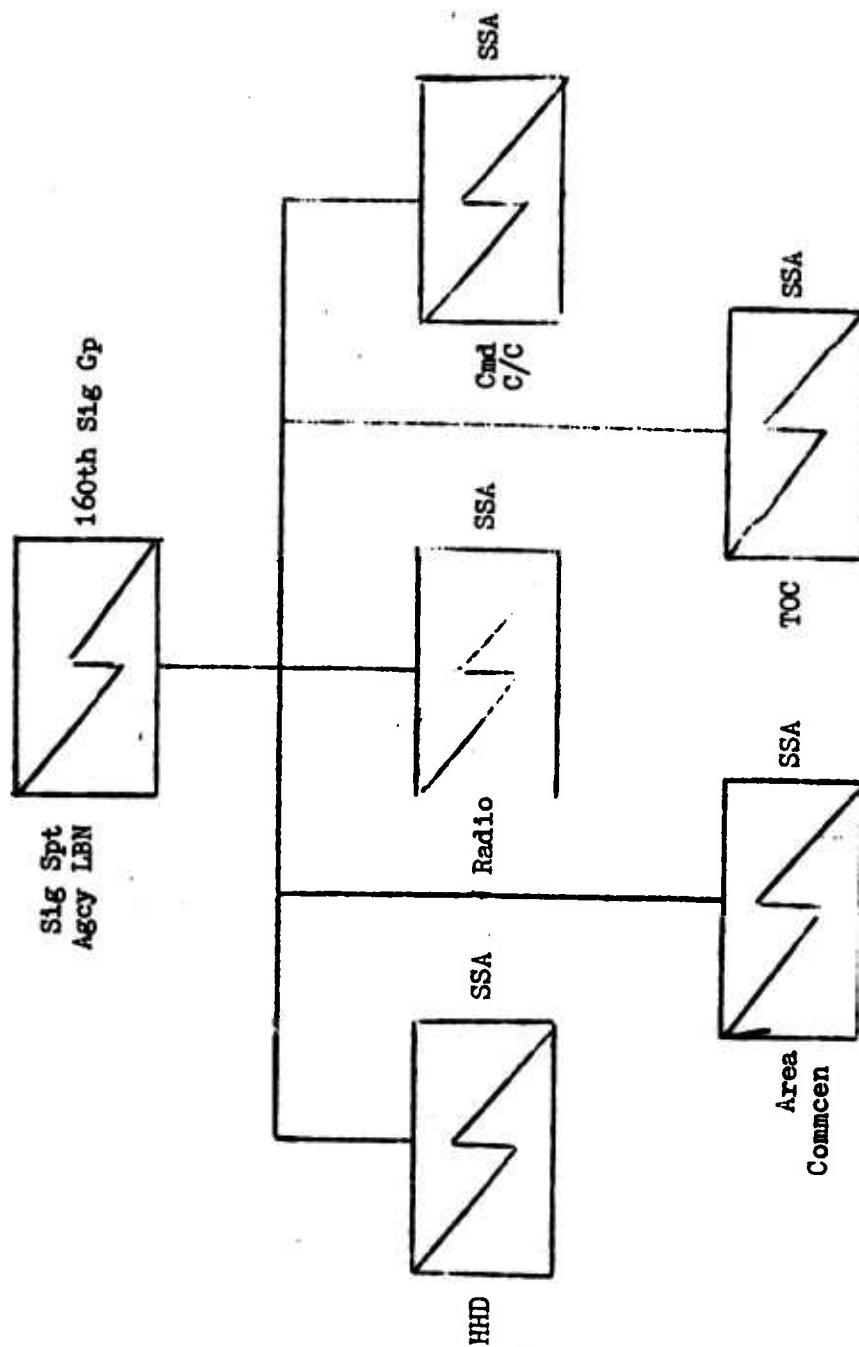 Sig Spt
Agcy LBN
160th Sig Gp
HHD
SSA
Radio
SSA
Cmd
C/C
SSA
Area
Commcen
SSA
TOC
SSA